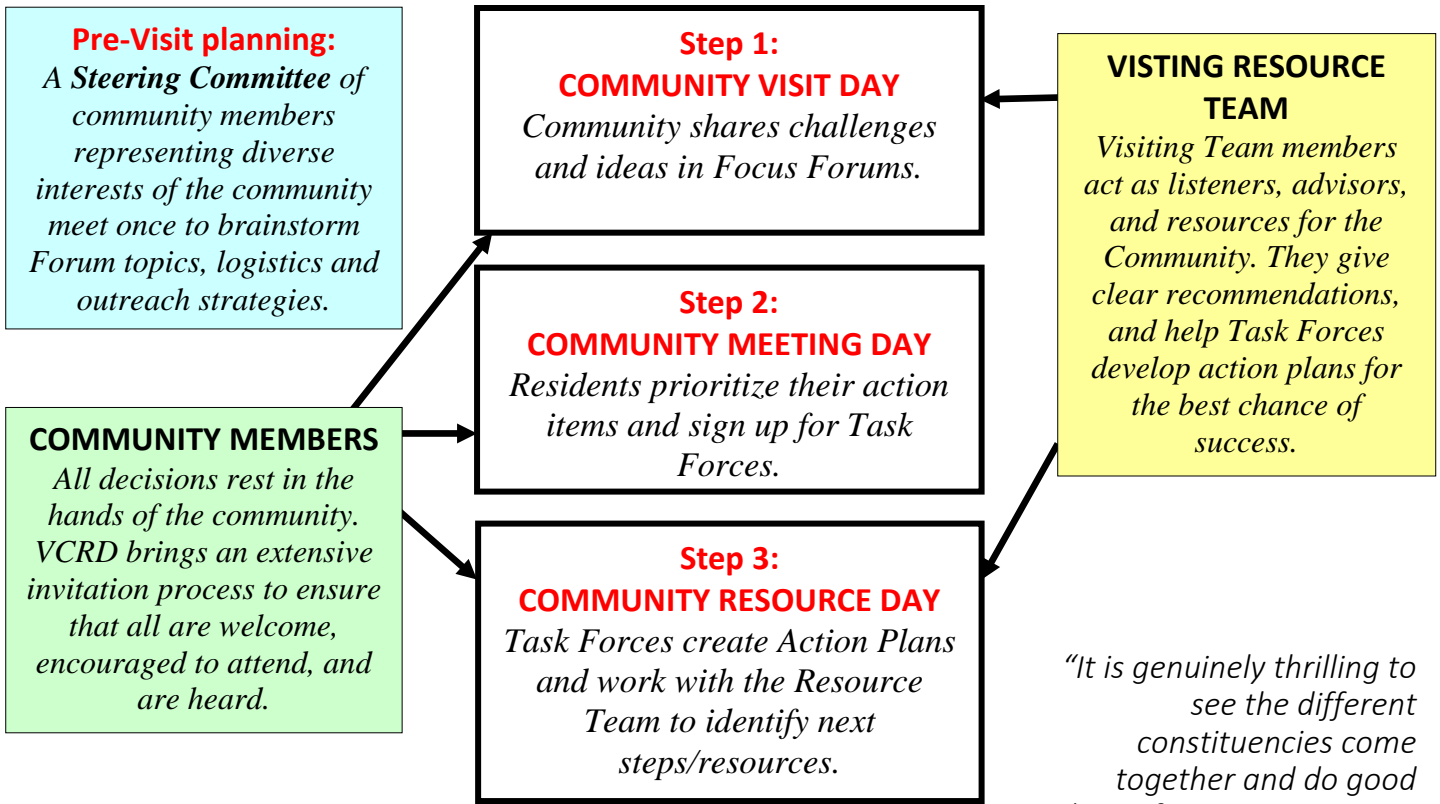 Pre-Visit planning:
A Steering Committee of
community members
representing diverse
interests of the community
meet once to brainstorm
Forum topics, logistics and
outreach strategies.
COMMUNITY MEMBERS
All decisions rest in the
hands of the community.
VCRD brings an extensive
invitation process to ensure
that all are welcome,
encouraged to attend, and
are heard.
Step 1:
COMMUNITY VISIT DAY
Community shares challenges
and ideas in Focus Forums.
Step 2:
COMMUNITY MEETING DAY
Residents prioritize their action
items and sign up for Task
Forces.
Step 3:
COMMUNITY RESOURCE DAY
Task Forces create Action Plans
and work with the Resource
Team to identify next
steps/resources.
VISTING RESOURCE
TEAM
Visiting Team members
act as listeners, advisors,
and resources for the
Community. They give
clear recommendations,
and help Task Forces
develop action plans for
the best chance of
success.
“It is genuinely thrilling to
see the different
constituencies come
together and do good